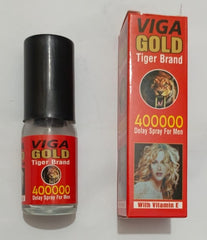 VIGA
GOLD
Tiger Brand
400000
Delay Spray For Men
VIGA
GOLD
Tiger Brand
400000
Delay Spray For Men
With Vitamin E